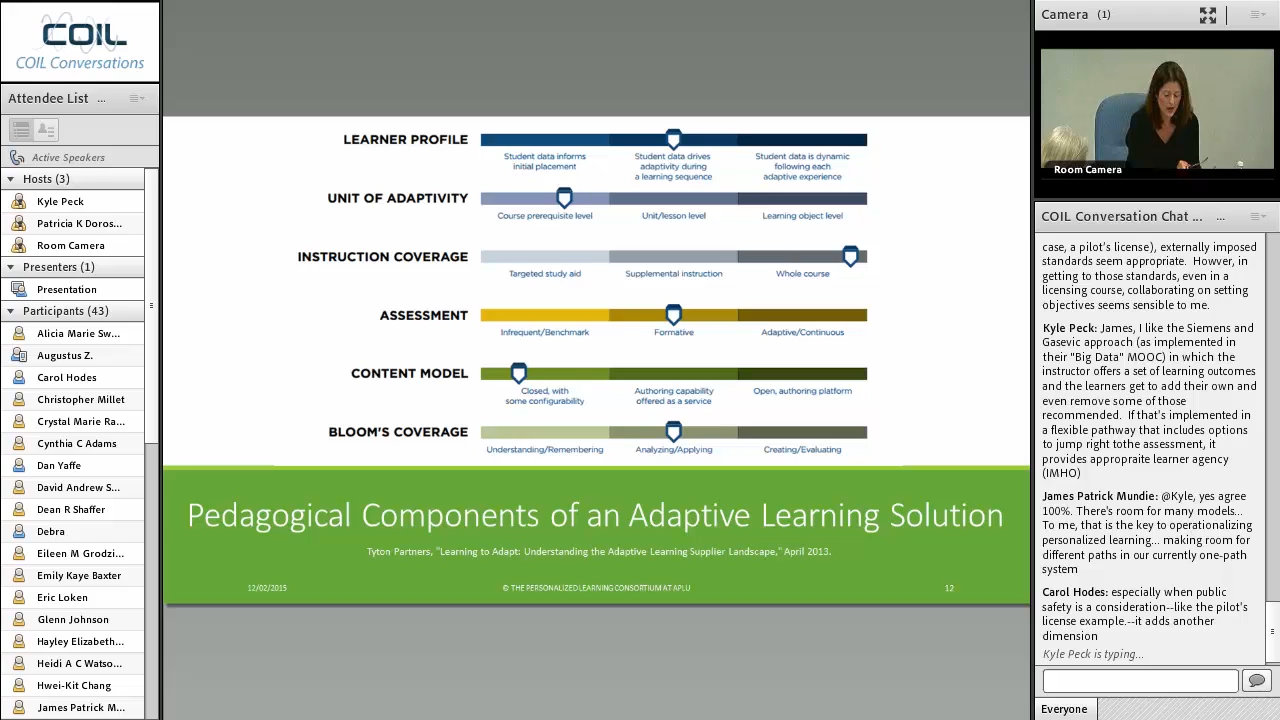 COIL
COIL Conversations
Attendee List ...
Active Speakers
Hosts (3)
Kyle Peck
Patricia K Doros...
Room Camera
Presenters (1)
Presentation
Participants (43)
Alicia Marie Sw...
Augustus Z.
Carol Hodes
Christopher Millet
Crystal Marie Ra...
Cynthia C Adams
Dan Yaffe
David Andrew S...
Dean R Shaffer
Debra
Eileen M Grodzi...
Emily Kaye Baxter
Eric Loken
Glenn Johnson
Hayley Elizabeth...
Heidi A C Watso...
Hwei-Kit Chang
James Patrick M...
LEARNER PROFILE
Student data informs
initial placement
Student data drives
adaptivity during
a learning sequence
Student data is dynamic
following each
adaptive experience
UNIT OF ADAPTIVITY
Course prerequisite level
Unit/lesson level
Learning object level
INSTRUCTION COVERAGE
Targeted study aid
Supplemental instruction
Whole course
ASSESSMENT
Infrequent/Benchmark
Formative
Adaptive/Continuous
CONTENT MODEL
Closed, with
some configurability
Authoring capability
offered as a service
Open, authoring platform
BLOOM'S COVERAGE
Understanding/Remembering
Analyzing/Applying
Creating/Evaluating
Pedagogical Components of an Adaptive Learning Solution
Tyton Partners, "Learning to Adapt: Understanding the Adaptive Learning Supplier Landscape," April 2013.
12/02/2015
© THE PERSONALIZED LEARNING CONSORTIUM AT APLU
12
Camera (1)
Room Camera
COIL Conversation Chat ... ...
case, a pilot's license), externally imposed
standards seem appropriate. However, in
getting to those standards, even in a
licensing course, collaborating on setting
objectives seems sensible to me.
Kyle Peck: James, I like the Siemens and
Gasevic approach (as implemented in
their "Big Data" MOOC) in which the
instructor offers a set of learning outcomes
and the learner gets to add their own and
even remove some of those
recommended. If that's implemented in
a flexible pathway that includes options
to jump right to the assessment, it
provides appropraite learner agency
(IMHO)
James Patrick Mundie: @Kyle, yes agree
100%. There's room for many models...
To me, that is the key to operationalizing
personalized learning... making room for
different paths in our currently one-path
system
Carol Hodes: especially when public
safety is a consideration--like the pilot's
license example.--it adds another
dimension
Kyle Peck is typing...
Everyone